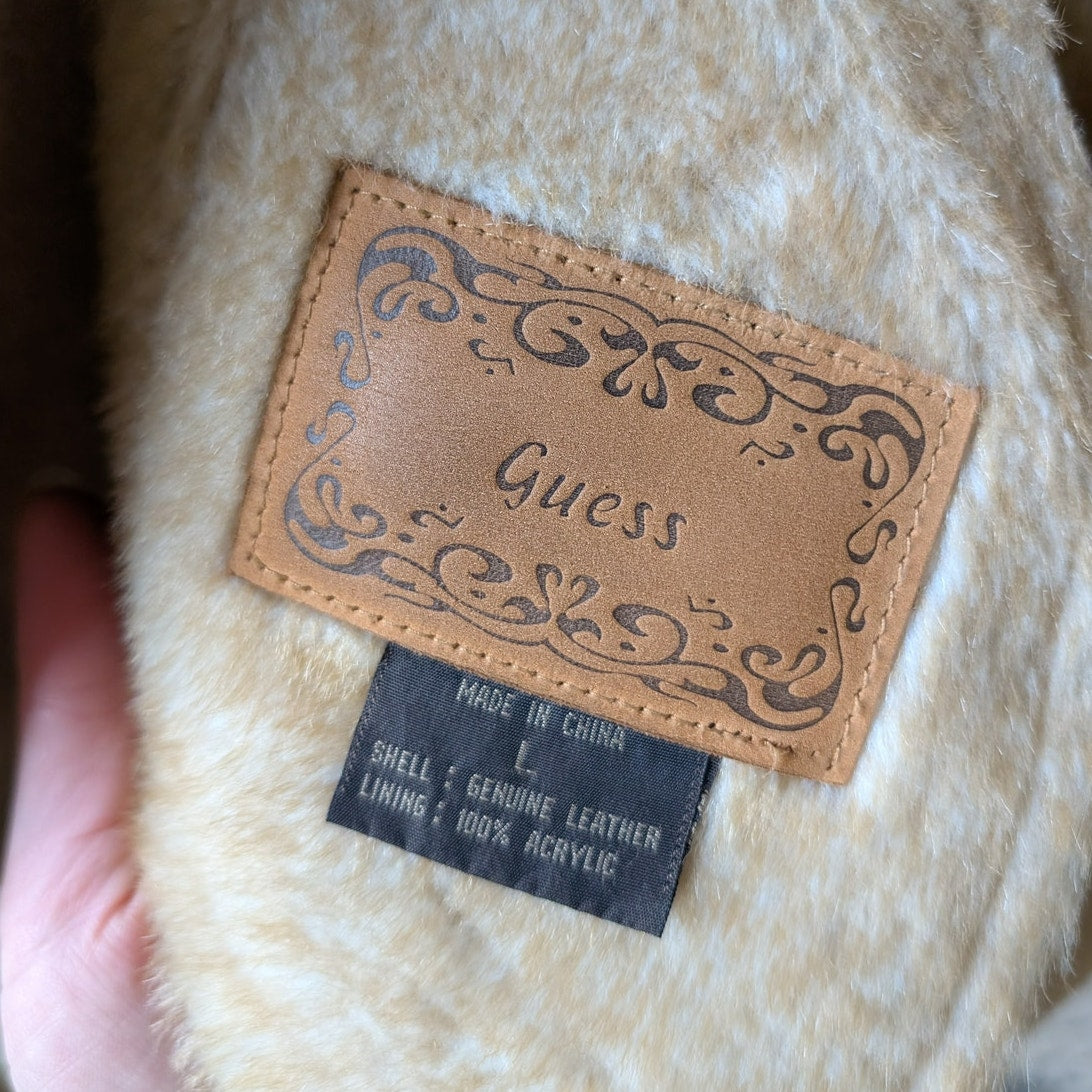 Guess
MADE IN CHINA
L
SHELL : GENUINE LEATHER
LINING : 100% ACRYLIC